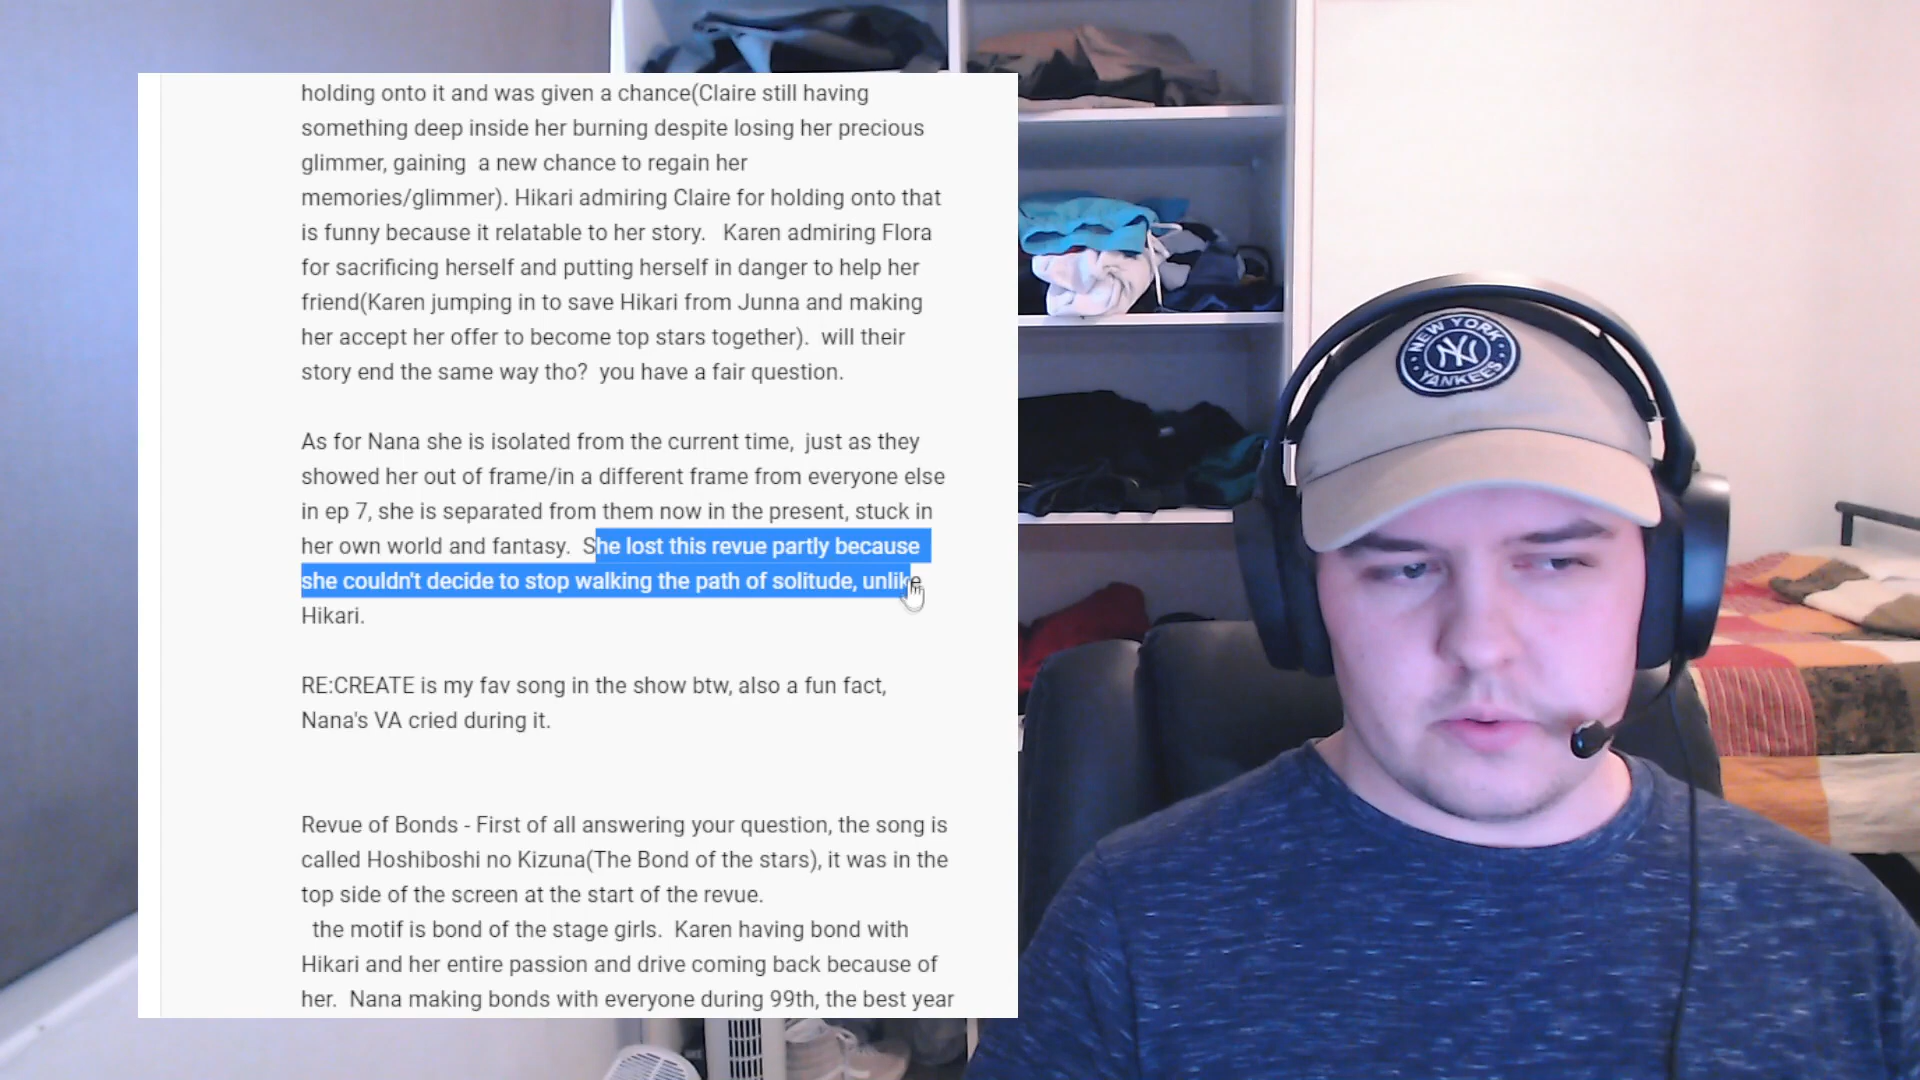 holding onto it and was given a chance(Claire still having
something deep inside her burning despite losing her precious
glimmer, gaining  a new chance to regain her
memories/glimmer). Hikari admiring Claire for holding onto that
is funny because it relatable to her story.   Karen admiring Flora
for sacrificing herself and putting herself in danger to help her
friend(Karen jumping in to save Hikari from Junna and making
her accept her offer to become top stars together).  will their
story end the same way tho?  you have a fair question.
As for Nana she is isolated from the current time,  just as they
showed her out of frame/in a different frame from everyone else
in ep 7, she is separated from them now in the present, stuck in
her own world and fantasy.  She lost this revue partly because
she couldn't decide to stop walking the path of solitude, unlike
Hikari.
RE:CREATE is my fav song in the show btw, also a fun fact,
Nana's VA cried during it.
Revue of Bonds - First of all answering your question, the song is
called Hoshiboshi no Kizuna(The Bond of the stars), it was in the
top side of the screen at the start of the revue.
the motif is bond of the stage girls.  Karen having bond with
Hikari and her entire passion and drive coming back because of
her.  Nana making bonds with everyone during 99th, the best year
NEW YORK
NY
YANKEES